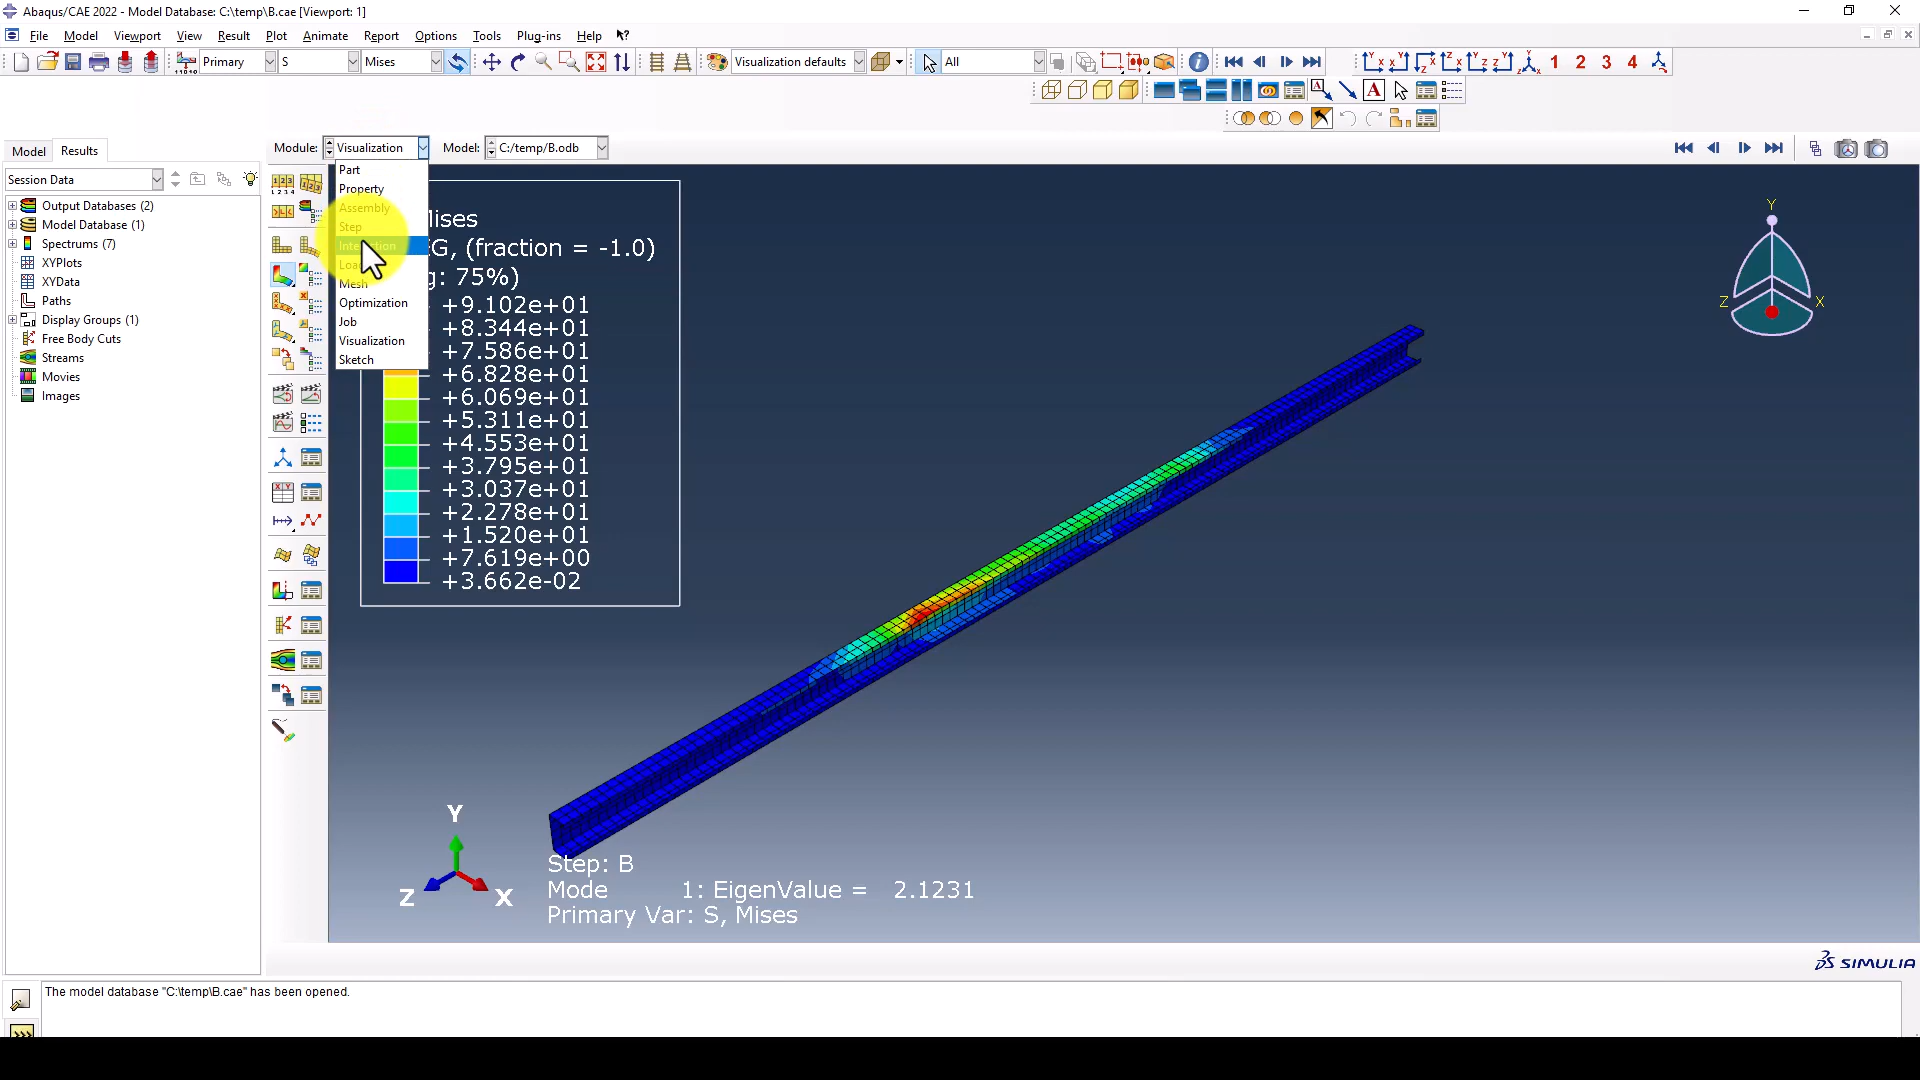 Abaqus/CAE 2022 - Model Database: C:\temp\B.cae [Viewport: 1]
File Model Viewport View Result Plot Animate Report Options Tools Plug-ins Help
Primary S Mises Visualization defaults All
1 2 3 4
Module: Visualization Model: C:/temp/B.odb
Model Results
Session Data
Output Databases (2)
Model Database (1)
Spectrums (7)
XYPlots
XYData
Paths
Display Groups (1)
Free Body Cuts
Streams
Movies
Images
Part
Property
Assembly
Step
Interaction
Mesh
Optimization
Job
Visualization
Sketch
(fraction = -1.0)
75%)
+9.102e+01
+8.344e+01
+7.586e+01
+6.828e+01
+6.069e+01
+5.311e+01
+4.553e+01
+3.795e+01
+3.037e+01
+2.278e+01
+1.520e+01
+7.619e+00
+3.662e-02
Y
Z X
Y
Z X
Step: B
Mode 1: EigenValue = 2.1231
Primary Var: S, Mises
SIMULIA
The model database "C:\temp\B.cae" has been opened.